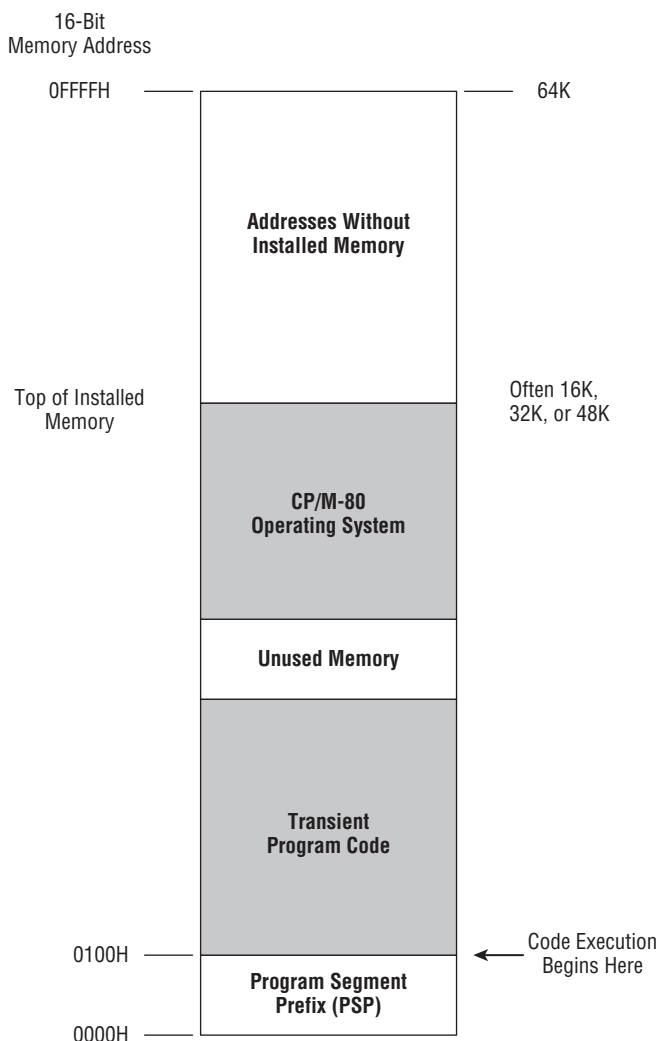 16-Bit
Memory Address
0FFFFH
64K
Addresses Without
Installed Memory
Top of Installed
Memory
Often 16K,
32K, or 48K
CP/M-80
Operating System
Unused Memory
Transient
Program Code
0100H
Code Execution
Begins Here
Program Segment
Prefix (PSP)
0000H